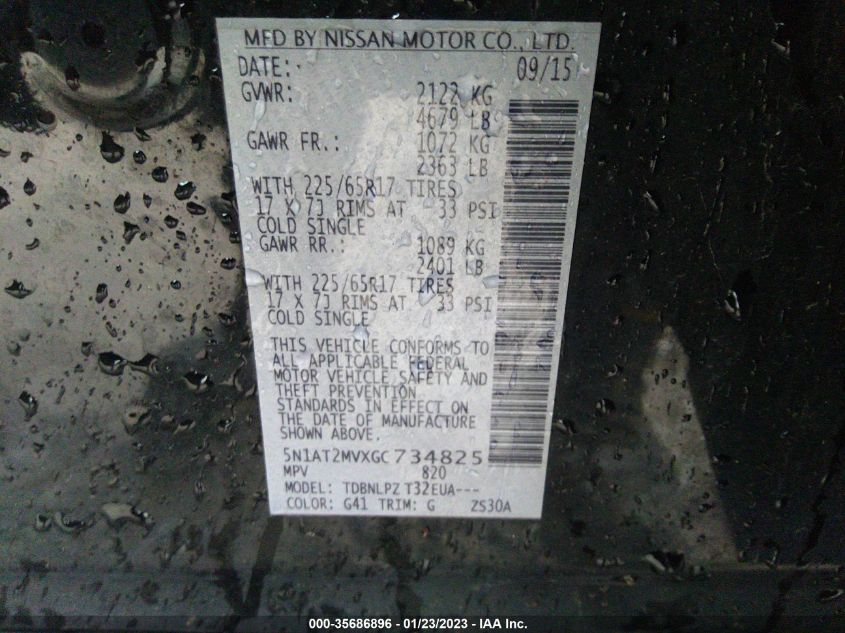 MFD BY NISSAN MOTOR CO., LTD.
DATE: 09/15
GVWR: 2122 KG
4679 LB
GAWR FR.: 1072 KG
2363 LB
WITH 225/65R17 TIRES
17 X 7J RIMS AT 33 PSI
COLD SINGLE
GAWR RR.: 1089 KG
2401 LB
WITH 225/65R17 TIRES
17 X 7J RIMS AT 33 PSI
COLD SINGLE
THIS VEHICLE CONFORMS TO
ALL APPLICABLE FEDERAL
MOTOR VEHICLE SAFETY AND
THEFT PREVENTION
STANDARDS IN EFFECT ON
THE DATE OF MANUFACTURE
SHOWN ABOVE.
5N1AT2MVXGC734825
MPV 820
MODEL: TDBNLPZ T32EUA---
COLOR: G41 TRIM: G ZS30A
000-35686896 - 01/23/2023 - IAA Inc.